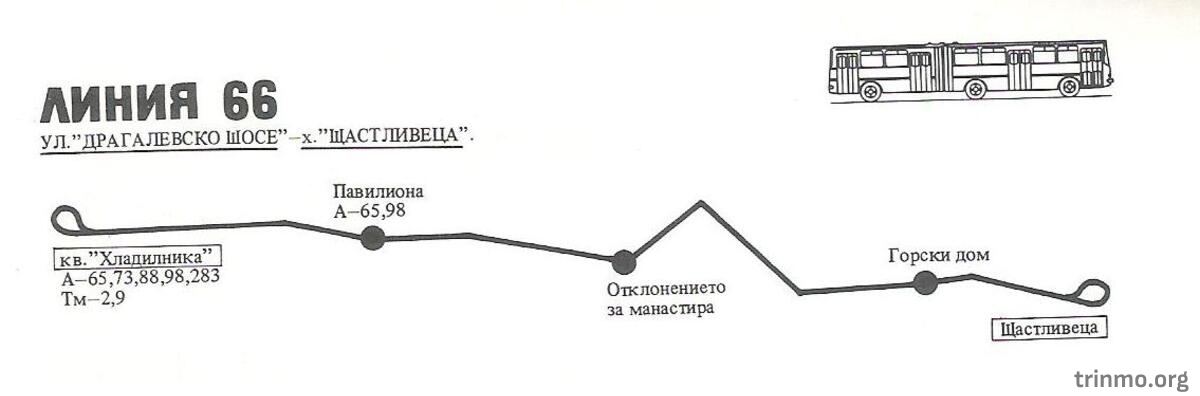 ЛИНИЯ 66
УЛ."ДРАГАЛЕВСКО ШОСЕ"–х."ЩАСТЛИВЕЦА".
Павилиона
А–65,98
кв."Хладилника"
А–65,73,88,98,283
Тм–2,9
Отклонението
за манастира
Горски дом
Щастливеца
trinmo.org